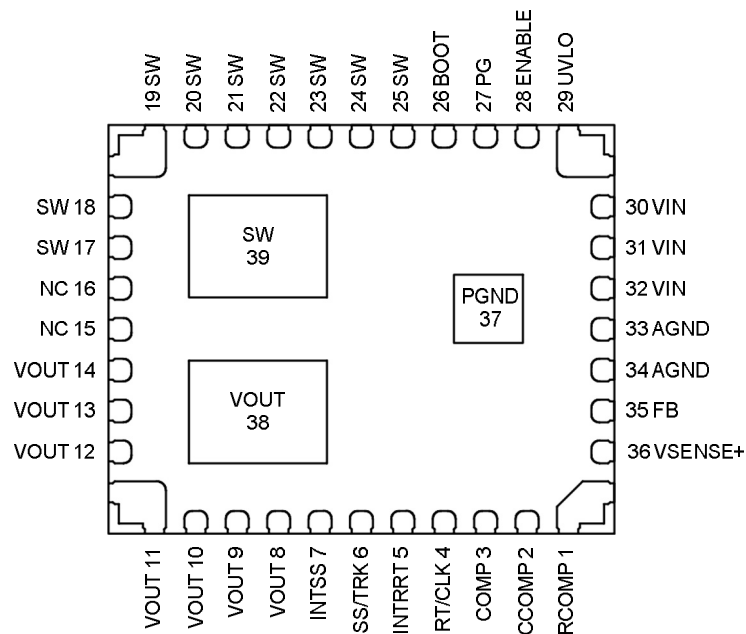 19 SW
20 SW
21 SW
22 SW
23 SW
24 SW
25 SW
26 BOOT
27 PG
28 ENABLE
29 UVLO
SW 18
SW 17
NC 16
NC 15
VOUT 14
VOUT 13
VOUT 12
SW
39
VOUT
38
PGND
37
30 VIN
31 VIN
32 VIN
33 AGND
34 AGND
35 FB
36 VSENSE+
VOUT 11
VOUT 10
VOUT 9
VOUT 8
INTSS 7
SS/TRK 6
INTRRT 5
RT/CLK 4
COMP 3
CCOMP 2
RCOMP 1